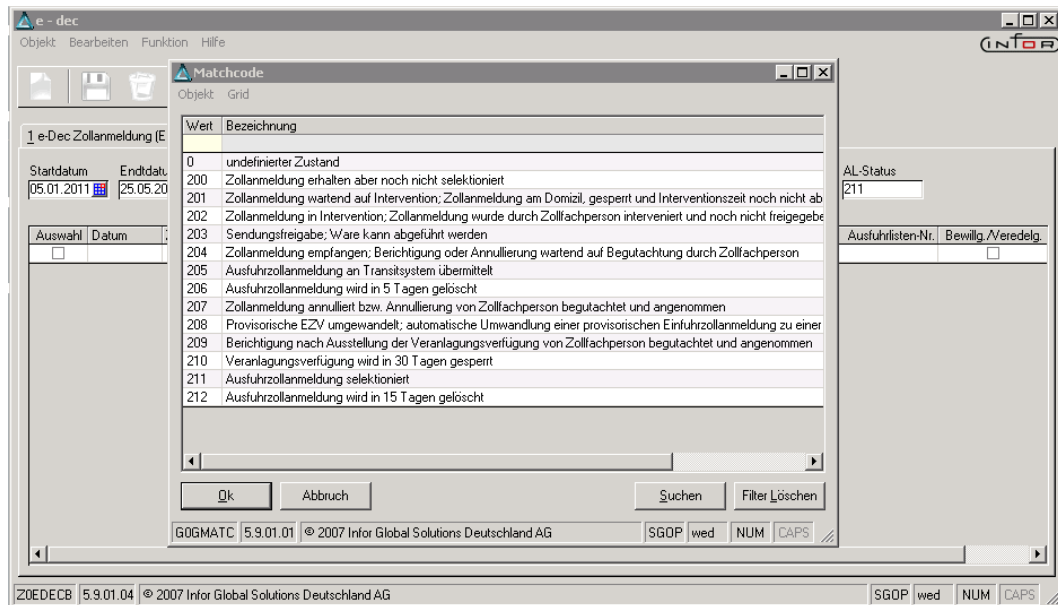 e - dec
Objekt Bearbeiten Funktion Hilfe
infor
Matchcode
Objekt Grid
1 e-Dec Zollanmeldung (E
Startdatum Endtdatu AL-Status
05.01.2011 25.05.20 211
Auswahl Datum Ausfuhrlisten-Nr. Bewillg./Veredelg.
Wert Bezeichnung
0 undefinierter Zustand
200 Zollanmeldung erhalten aber noch nicht selektioniert
201 Zollanmeldung wartend auf Intervention; Zollanmeldung am Domizil, gesperrt und Interventionszeit noch nicht ab
202 Zollanmeldung in Intervention; Zollanmeldung wurde durch Zollfachperson interveniert und noch nicht freigegebe
203 Sendungsfreigabe; Ware kann abgeführt werden
204 Zollanmeldung empfangen; Berichtigung oder Annullierung wartend auf Begutachtung durch Zollfachperson
205 Ausfuhrzollanmeldung an Transitsystem übermittelt
206 Ausfuhrzollanmeldung wird in 5 Tagen gelöscht
207 Zollanmeldung annulliert bzw. Annullierung von Zollfachperson begutachtet und angenommen
208 Provisorische EZV umgewandelt; automatische Umwandlung einer provisorischen Einfuhrzollanmeldung zu einer
209 Berichtigung nach Ausstellung der Veranlagungsverfügung von Zollfachperson begutachtet und angenommen
210 Veranlagungsverfügung wird in 30 Tagen gesperrt
211 Ausfuhrzollanmeldung selektioniert
212 Ausfuhrzollanmeldung wird in 15 Tagen gelöscht
Ok Abbruch Suchen Filter Löschen
G0GMATC 5.9.01.01 © 2007 Infor Global Solutions Deutschland AG SGOP wed NUM CAPS
Z0EDECB 5.9.01.04 © 2007 Infor Global Solutions Deutschland AG SGOP wed NUM CAPS